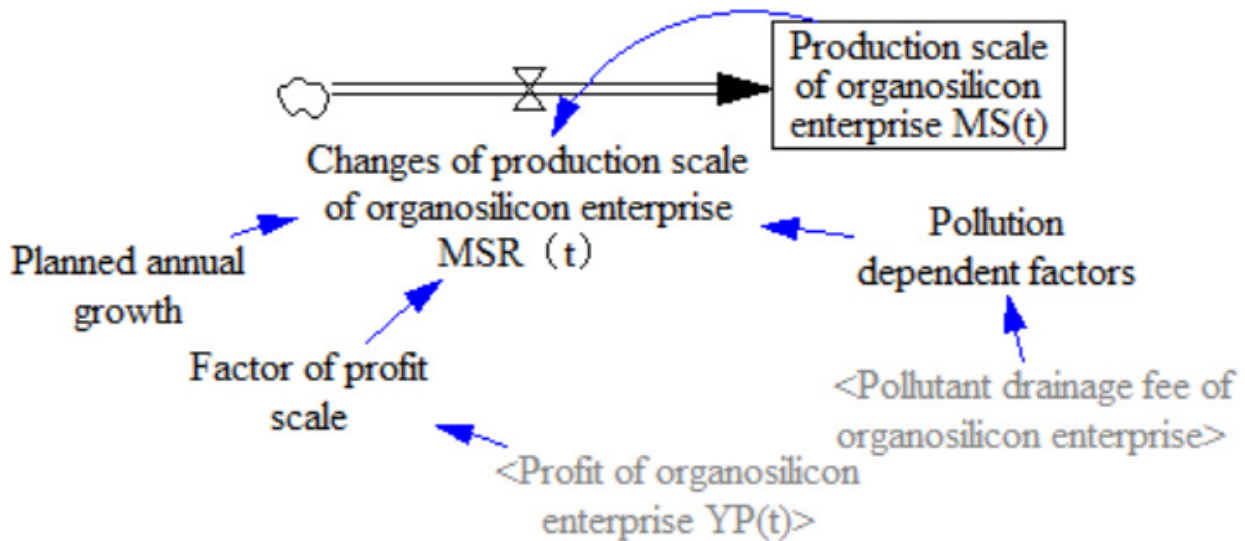 Production scale
of organosilicon
enterprise MS(t)
Changes of production scale
of organosilicon enterprise
MSR（t）
Planned annual
growth
Pollution
dependent factors
Factor of profit
scale
<Pollutant drainage fee of
organosilicon enterprise>
<Profit of organosilicon
enterprise YP(t)>